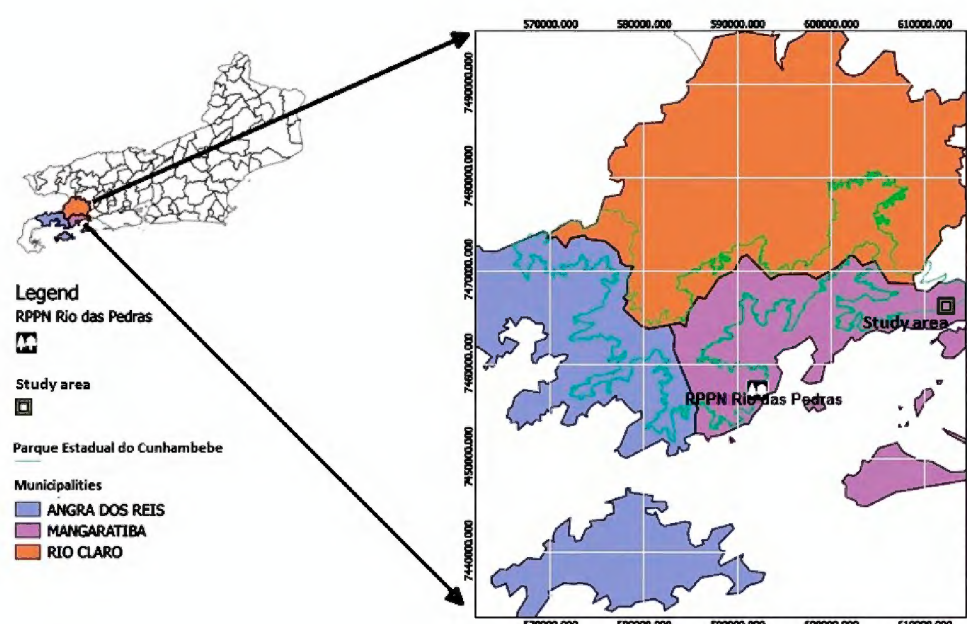 570000.000 580000.000 590000.000 600000.000 610000.000
7490000.000
7480000.000
7470000.000
7460000.000
7450000.000
7440000.000
Study area
RPPN Rio das Pedras
Legend
RPPN Rio das Pedras
Study area
Parque Estadual do Cunhambebe
Municipalities
ANGRA DOS REIS
MANGARATIBA
RIO CLARO